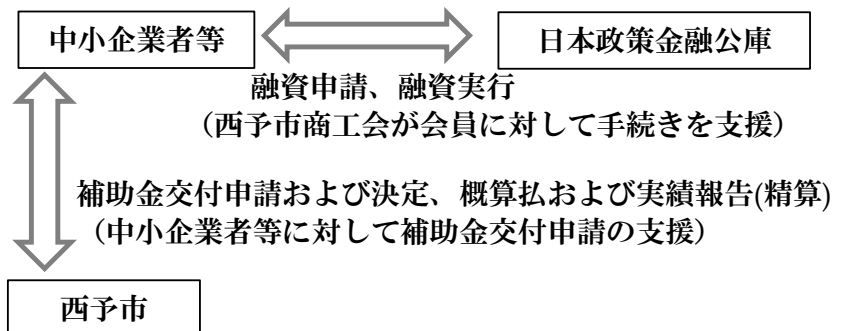 中小企業者等
日本政策金融公庫
融資申請、融資実行
（西予市商工会が会員に対して手続きを支援）
補助金交付申請および決定、概算払および実績報告(精算)
（中小企業者等に対して補助金交付申請の支援）
西予市